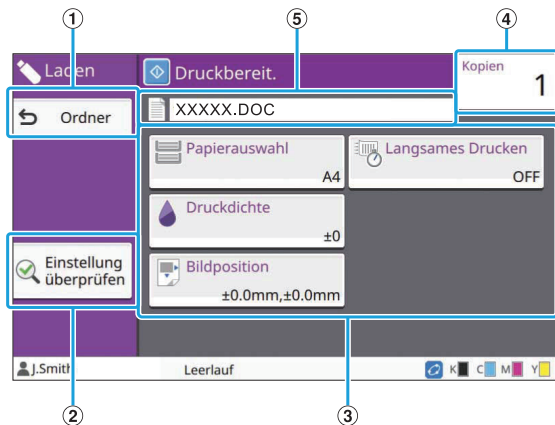 ① ⑤ ④
Laden
Druckbereit.
Kopien
1
Ordner
XXXXX.DOC
Papierauswahl
A4
Langsames Drucken
OFF
Druckdichte
±0
Einstellung
überprüfen
Bildposition
±0.0mm,±0.0mm
J.Smith
Leerlauf
K C M Y
② ③